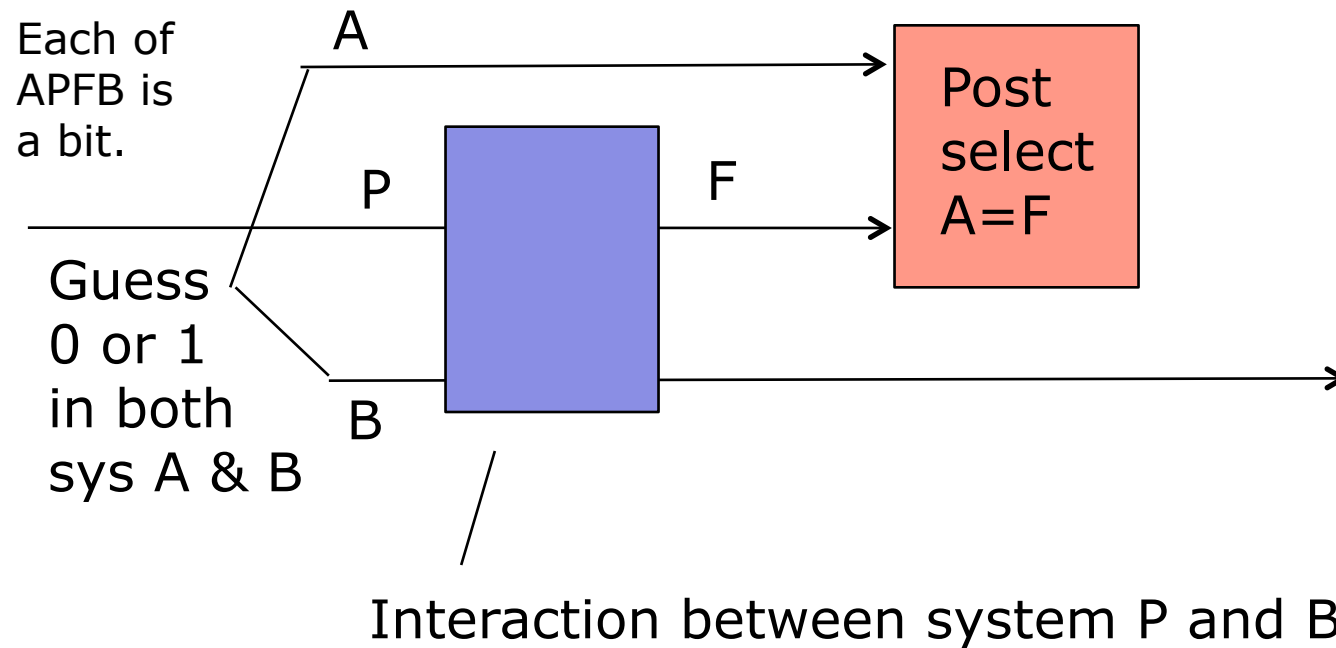 Each of
APFB is
a bit.
A
P
F
Post
select
A=F
Guess
0 or 1
in both
sys A & B
B
Interaction between system P and B